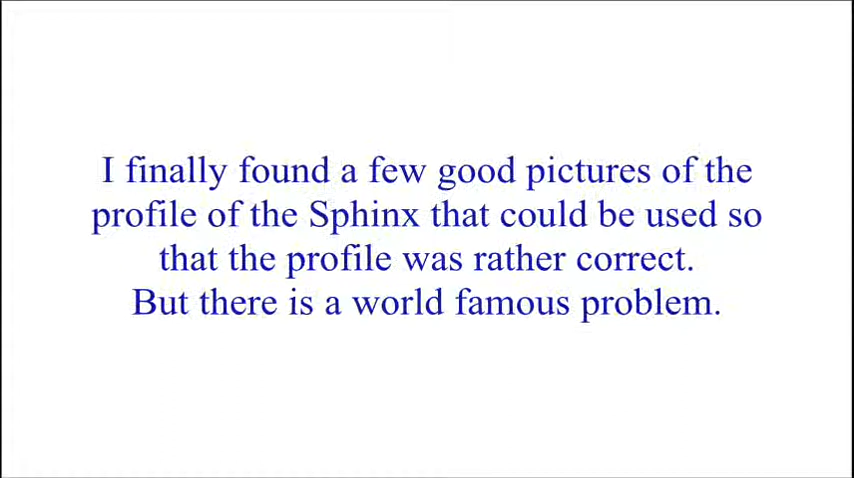 I finally found a few good pictures of the
profile of the Sphinx that could be used so
that the profile was rather correct.
But there is a world famous problem.